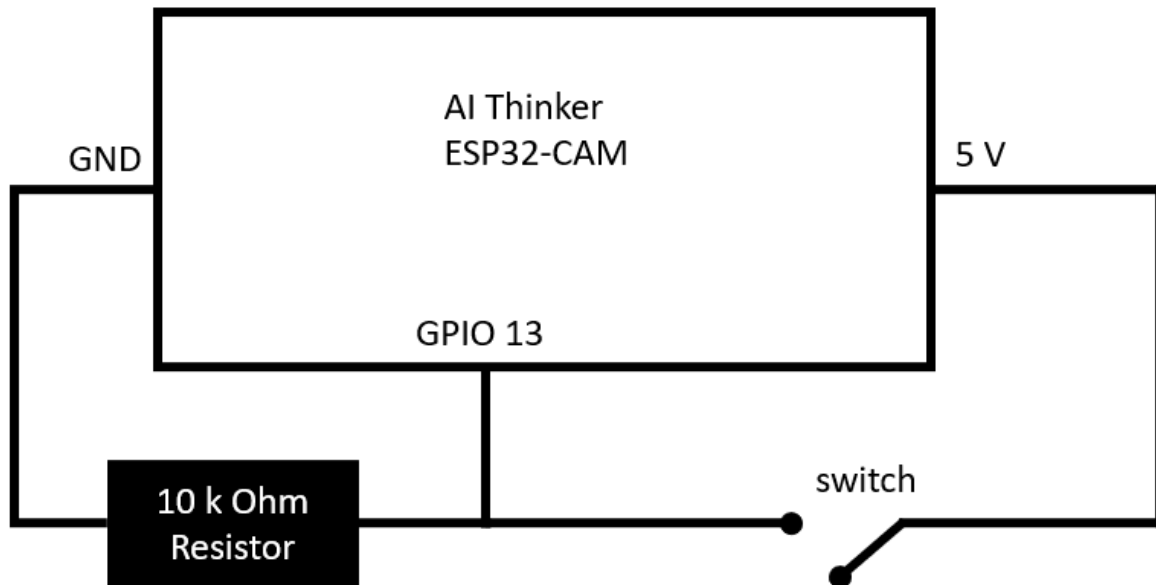 AI Thinker
ESP32-CAM
GND
5 V
GPIO 13
switch
10 k Ohm
Resistor